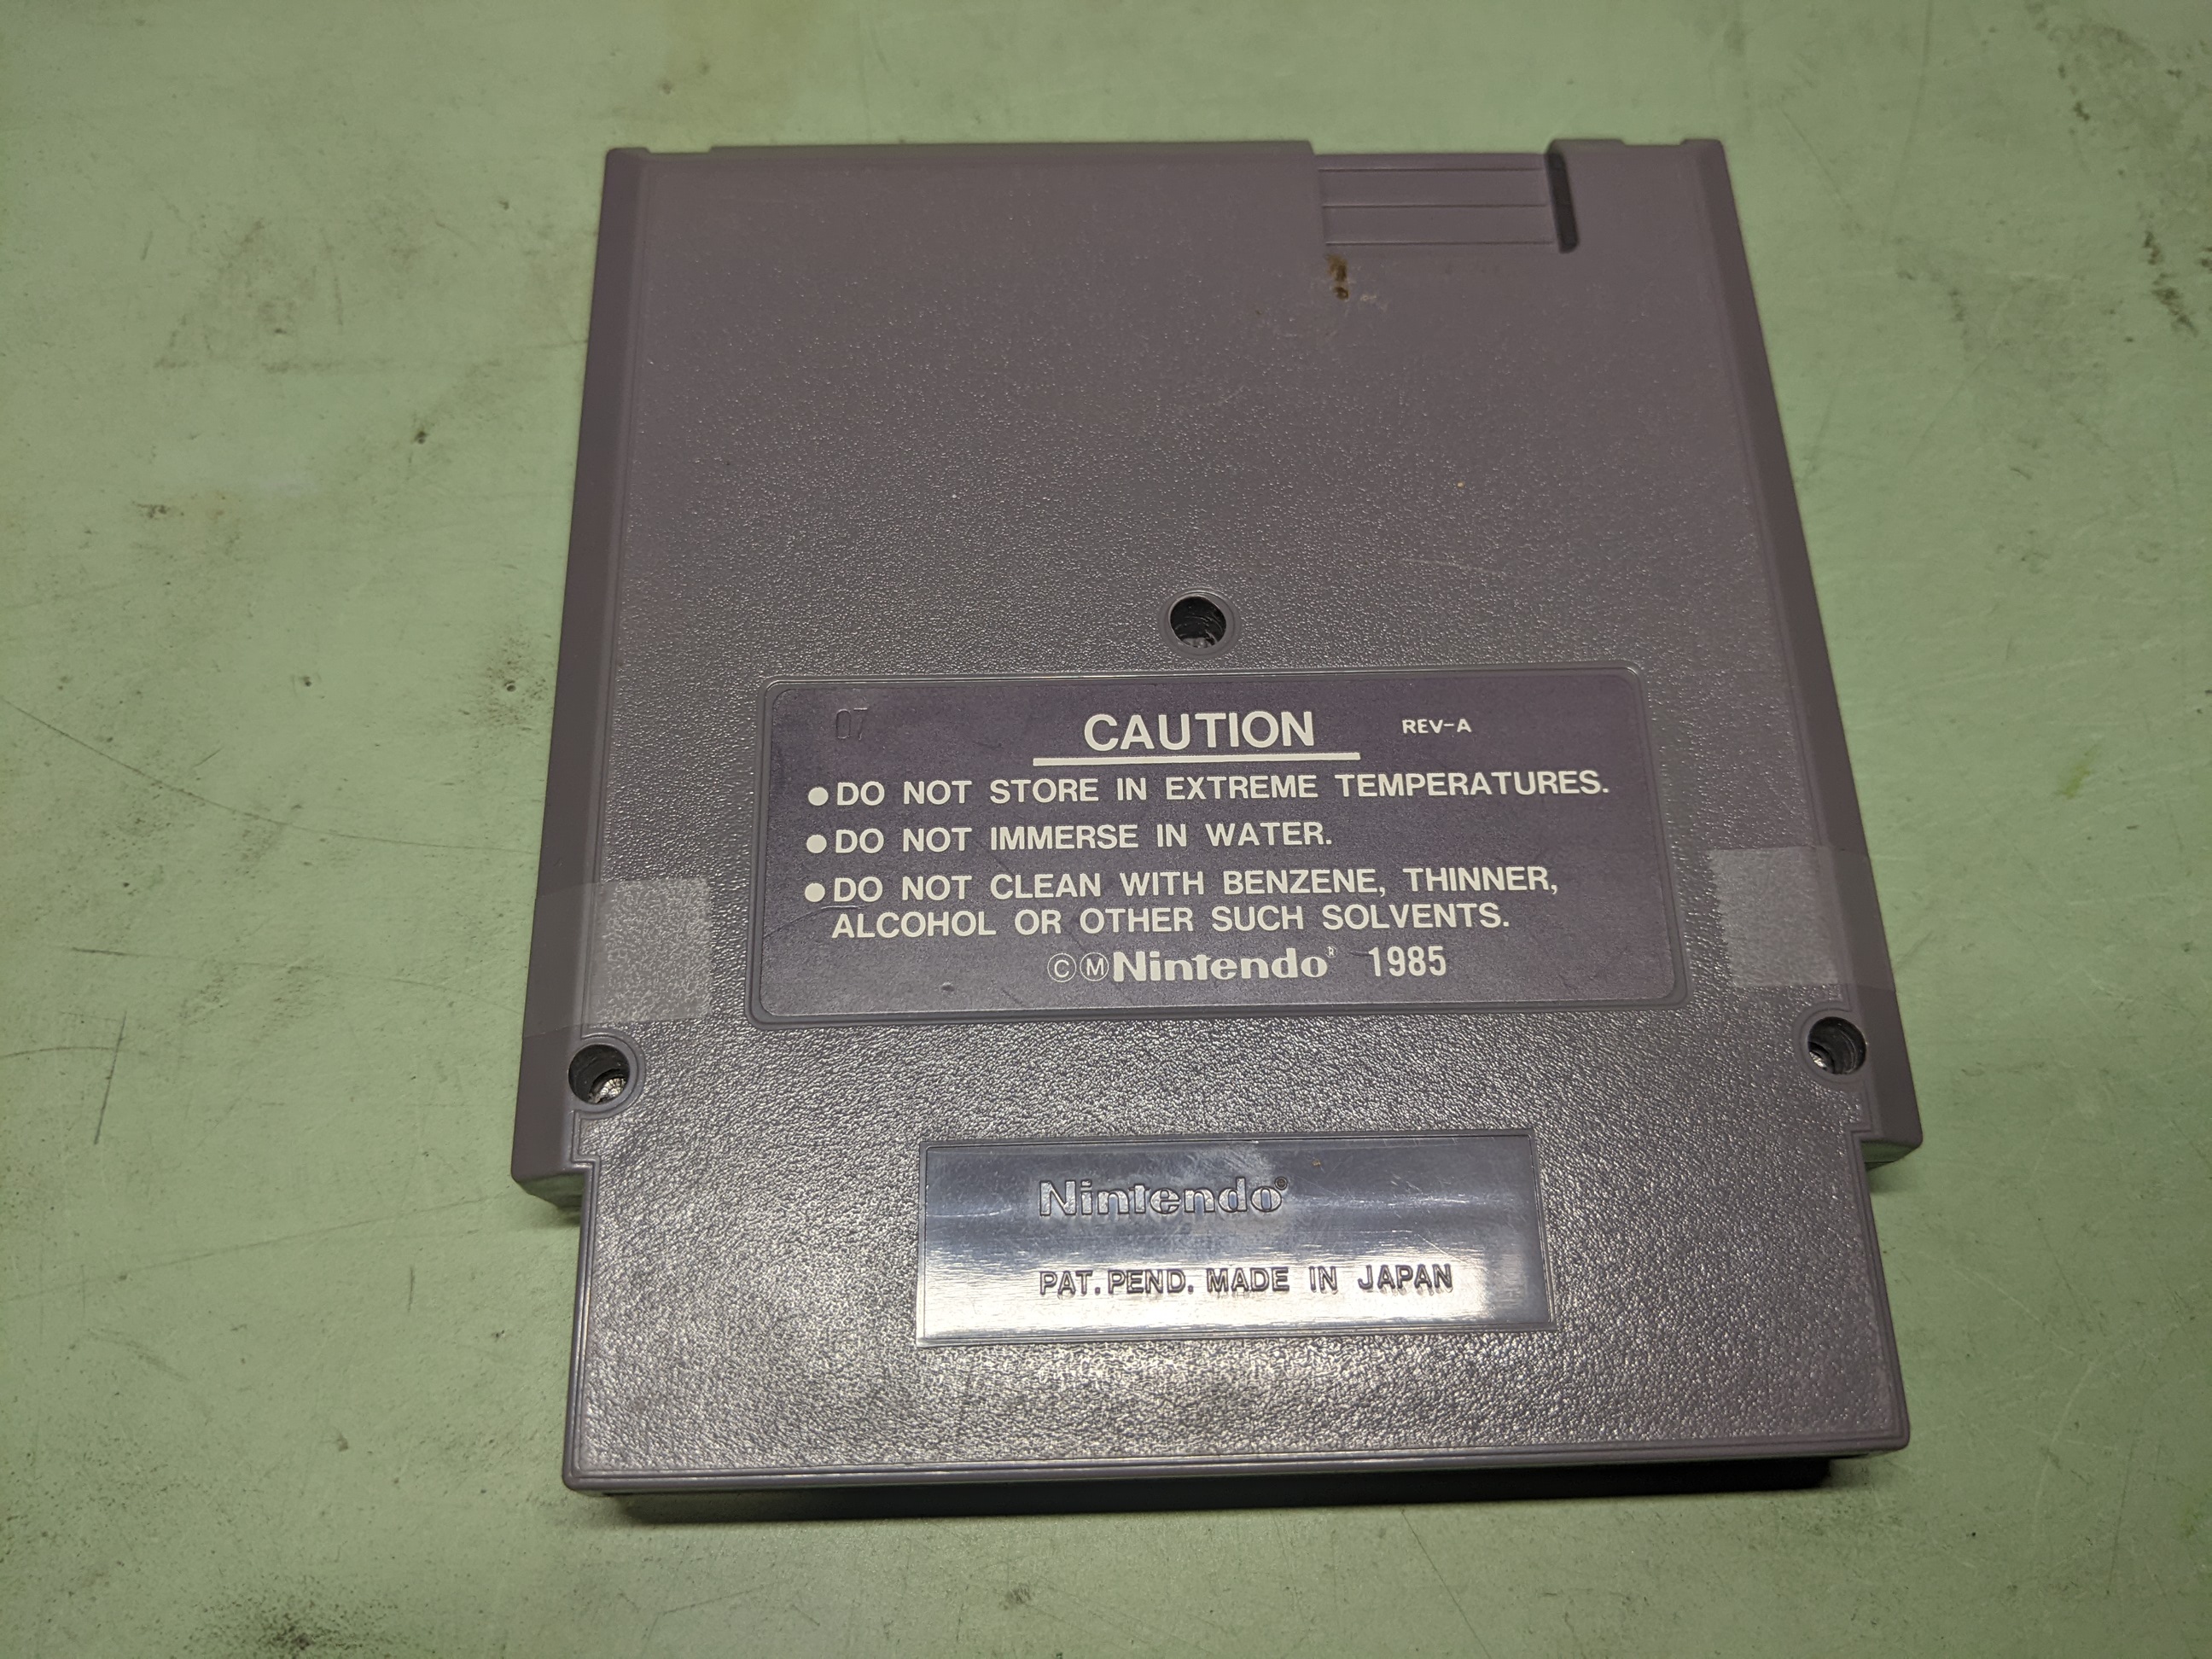 07
CAUTION REV-A
●DO NOT STORE IN EXTREME TEMPERATURES.
●DO NOT IMMERSE IN WATER.
●DO NOT CLEAN WITH BENZENE, THINNER,
ALCOHOL OR OTHER SUCH SOLVENTS.
ⒸⓂNintendo® 1985
Nintendo®
PAT.PEND. MADE IN JAPAN